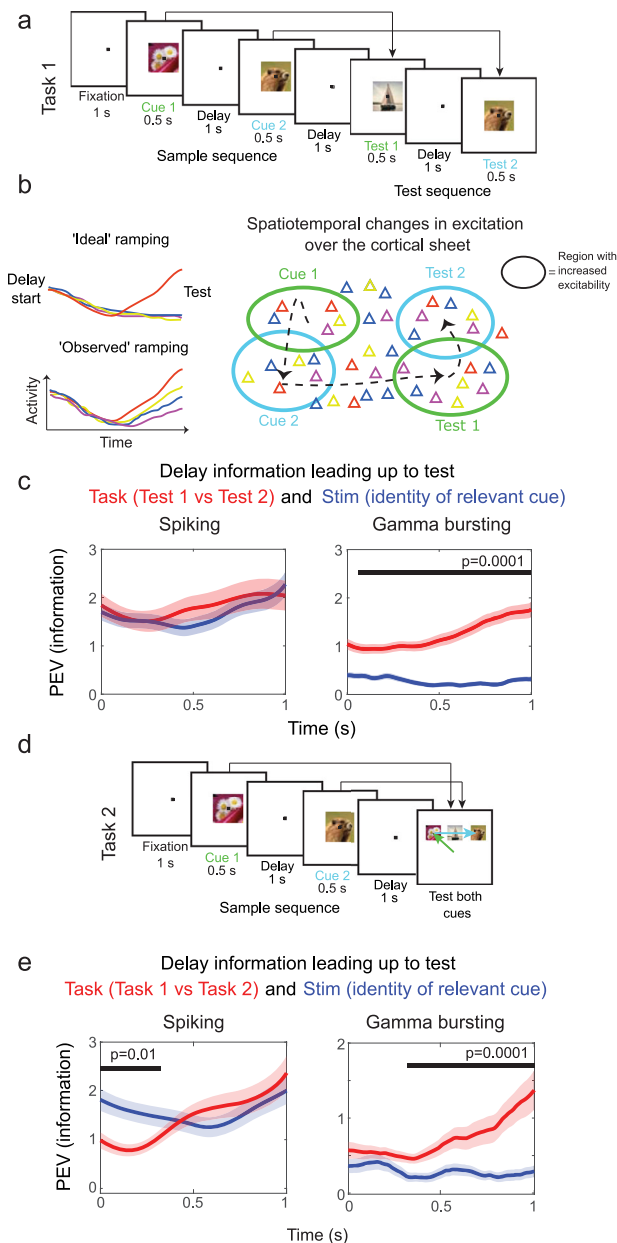 a
Task 1
Fixation
1 s
Cue 1
0.5 s
Delay
1 s
Cue 2
0.5 s
Delay
1 s
Test 1
0.5 s
Delay
1 s
Test 2
0.5 s
Sample sequence
Test sequence
b
'Ideal' ramping
Delay
start
Test
'Observed' ramping
Activity
Time
Spatiotemporal changes in excitation
over the cortical sheet
Cue 1
Test 2
Cue 2
Test 1
= Region with
increased
excitability
Delay information leading up to test
c
Task (Test 1 vs Test 2) and Stim (identity of relevant cue)
Spiking
PEV (information)
3
2
1
0
0
0.5
1
Gamma bursting
p=0.0001
3
2
1
0
0
0.5
1
Time (s)
d
Task 2
Fixation
1 s
Cue 1
0.5 s
Delay
1 s
Cue 2
0.5 s
Delay
1 s
Test both
cues
Sample sequence
e
Delay information leading up to test
Task (Task 1 vs Task 2) and Stim (identity of relevant cue)
Spiking
PEV (information)
p=0.01
3
2
1
0
0
0.5
1
Gamma bursting
p=0.0001
2
1
0
0
0.5
1
Time (s)